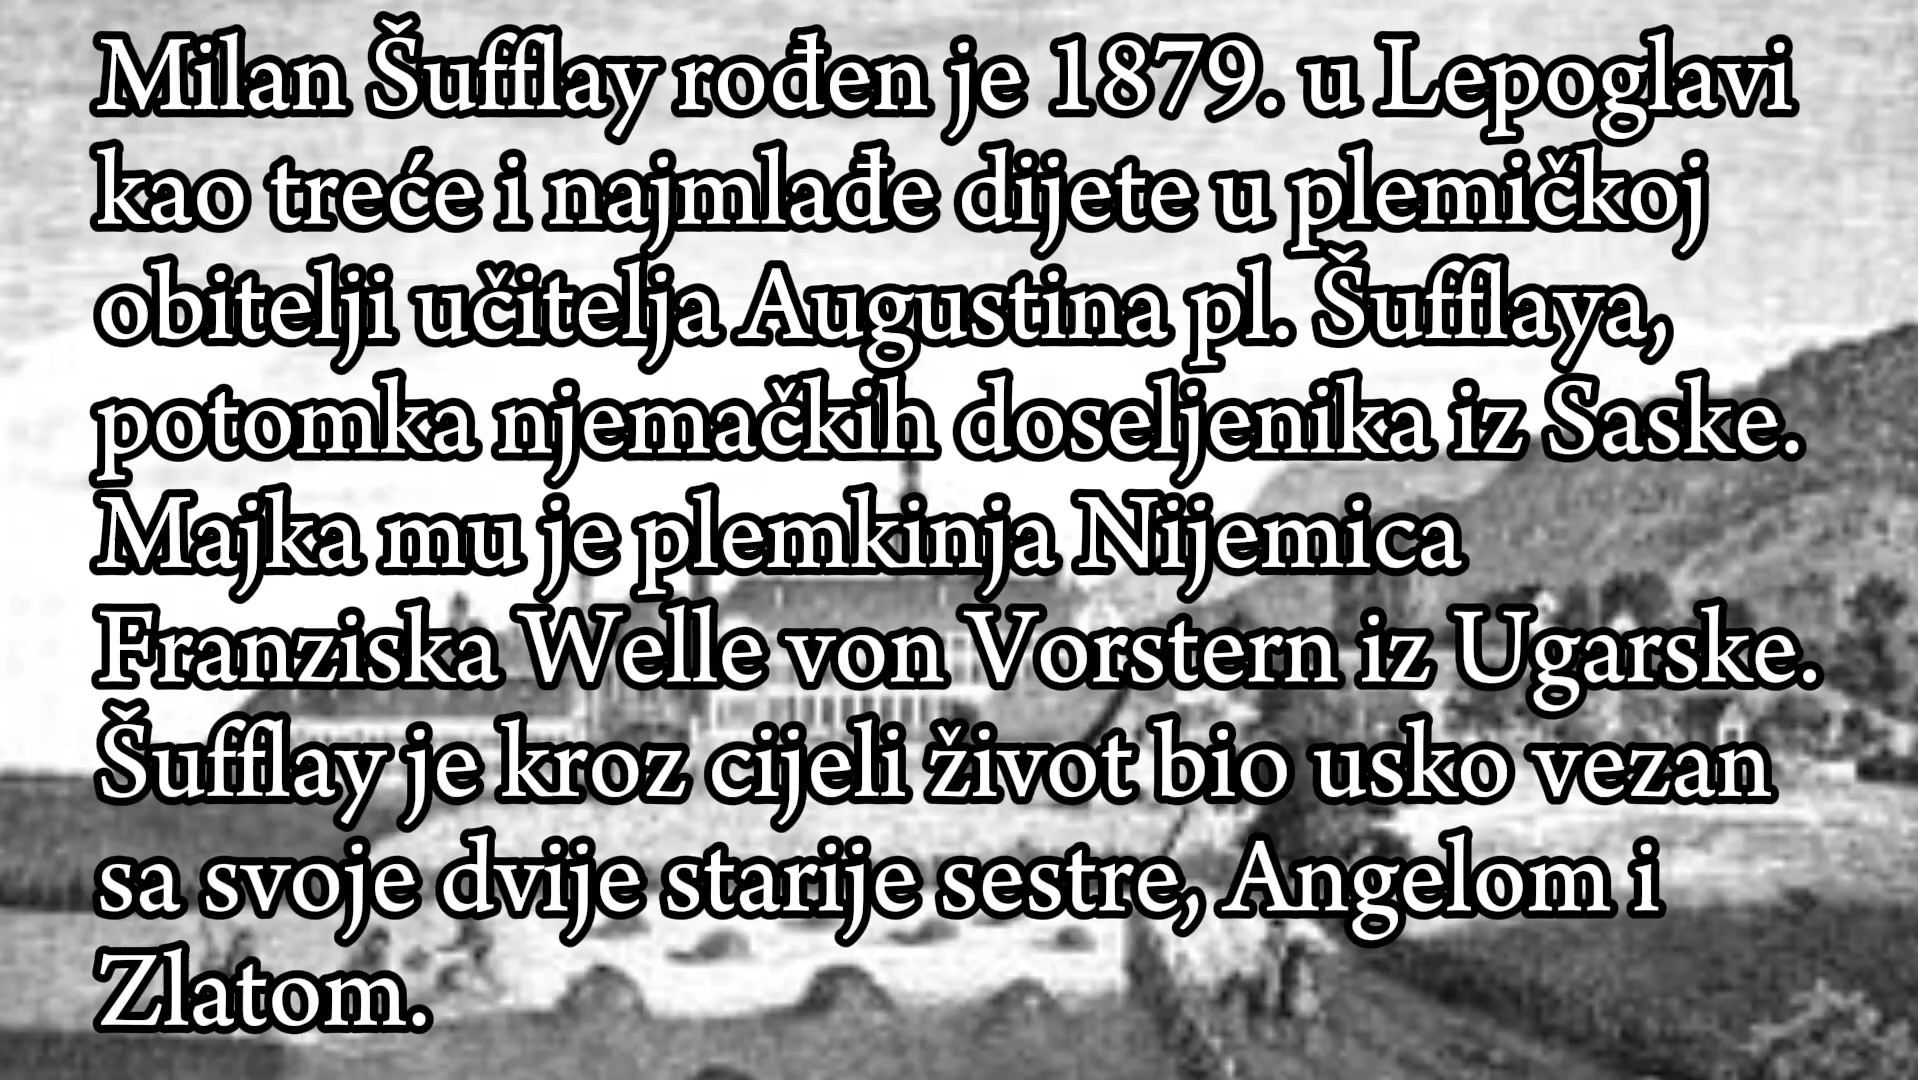 Milan Šufflay rođen je 1879. u Lepoglavi
kao treće i najmlađe dijete u plemičkoj
obitelji učitelja Augustina pl. Šufflaya,
potomka njemačkih doseljenika iz Saske.
Majka mu je plemkinja Nijemica
Franziska Welle von Vorstern iz Ugarske.
Šufflay je kroz cijeli život bio usko vezan
sa svoje dvije starije sestre, Angelom i
Zlatom.